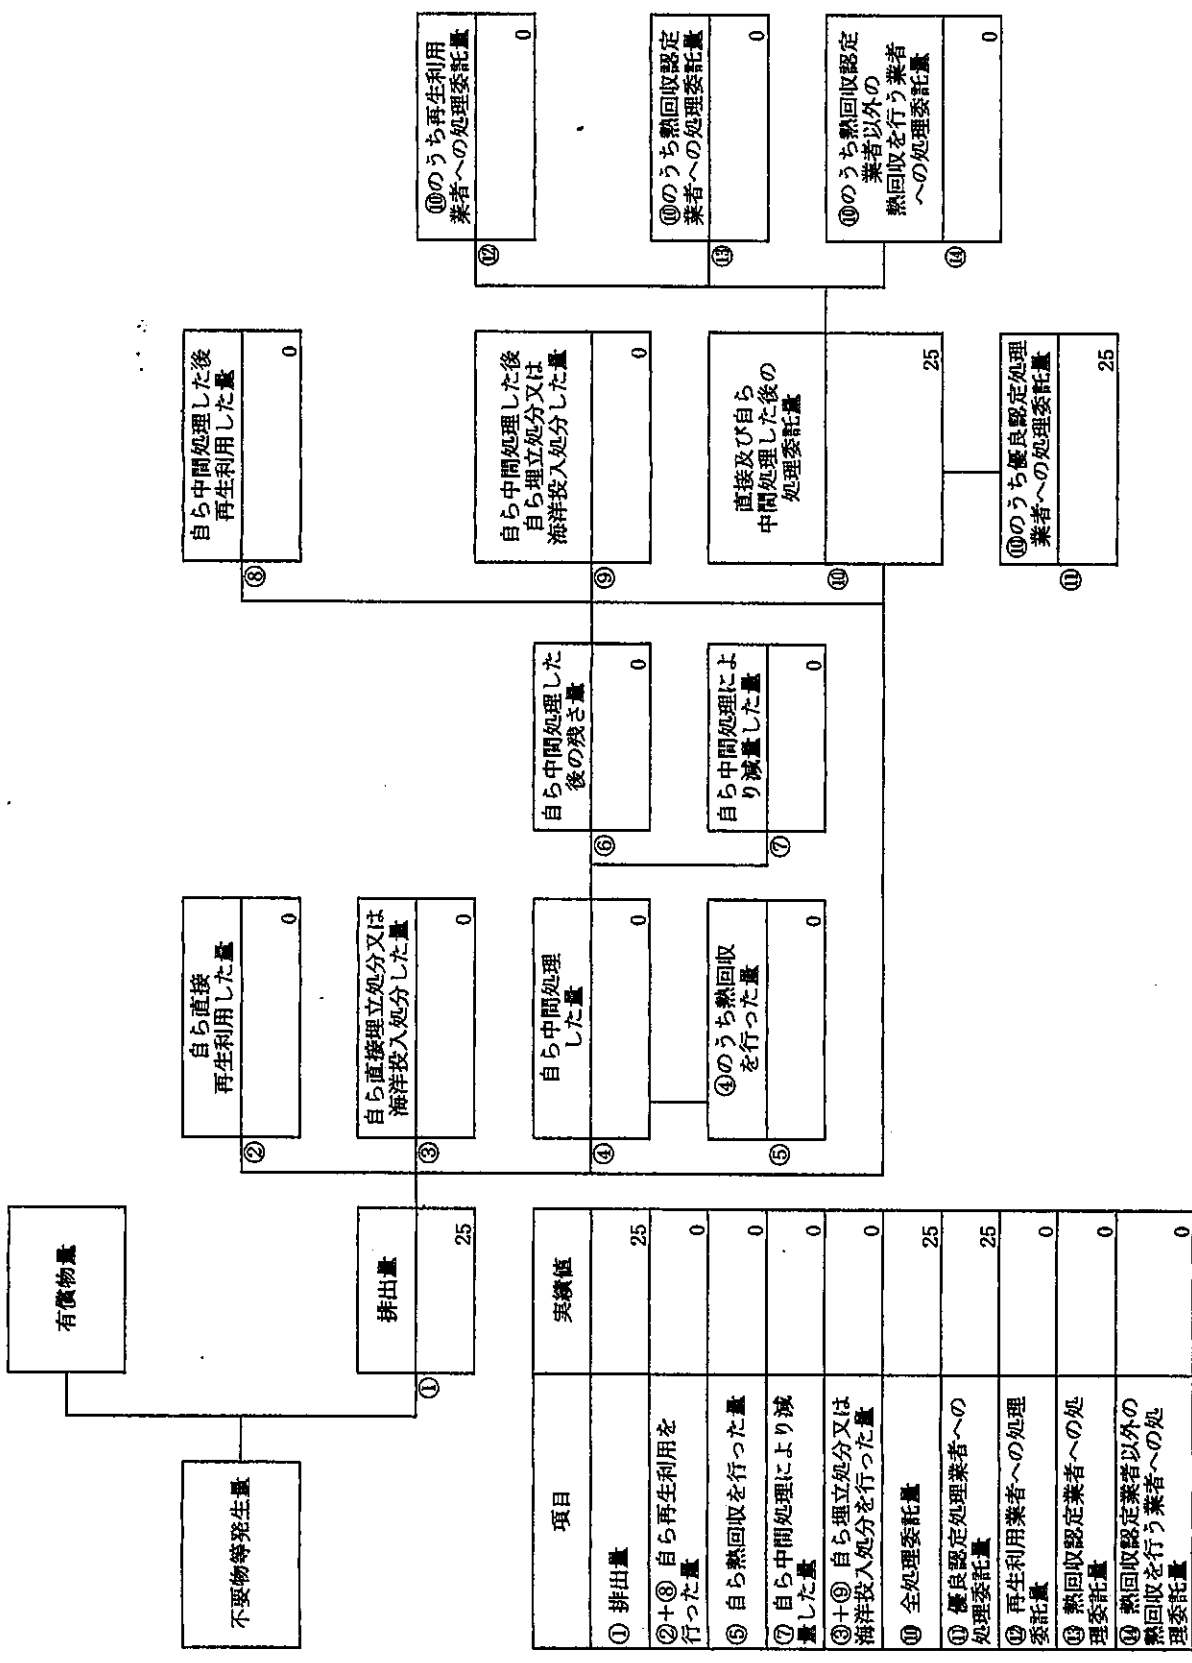 不要物等発生量
有償物量
①
排出量
25
②
自ら直接
再生利用した量
0
③
自ら直接埋立処分又は
海洋投入処分した量
0
④
自ら中間処理
した量
0
⑤
④のうち熱回収
を行った量
0
⑥
自ら中間処理した
後の残さ量
0
⑦
自ら中間処理によ
り減量した量
0
⑧
自ら中間処理した後
再生利用した量
0
⑨
自ら中間処理した後
自ら埋立処分又は
海洋投入処分した量
0
⑩
直接及び自ら
中間処理した後の
処理委託量
25
⑪
⑩のうち優良認定処理
業者への処理委託量
25
⑫
⑩のうち再生利用
業者への処理委託量
0
⑬
⑩のうち熱回収認定
業者への処理委託量
0
⑭
⑩のうち熱回収認定
業者以外の
熱回収を行う業者
への処理委託量
0
項目 実績値
① 排出量 25
②+⑧ 自ら再生利用を
行った量 0
⑤ 自ら熱回収を行った量 0
⑦ 自ら中間処理により減
量した量 0
③+⑨ 自ら埋立処分又は
海洋投入処分を行った量 0
⑩ 全処理委託量 25
⑪ 優良認定処理業者への
処理委託量 25
⑫ 再生利用業者への処理
委託量 0
⑬ 熱回収認定業者への処
理委託量 0
⑭ 熱回収認定業者以外の
熱回収を行う業者への処
理委託量 0